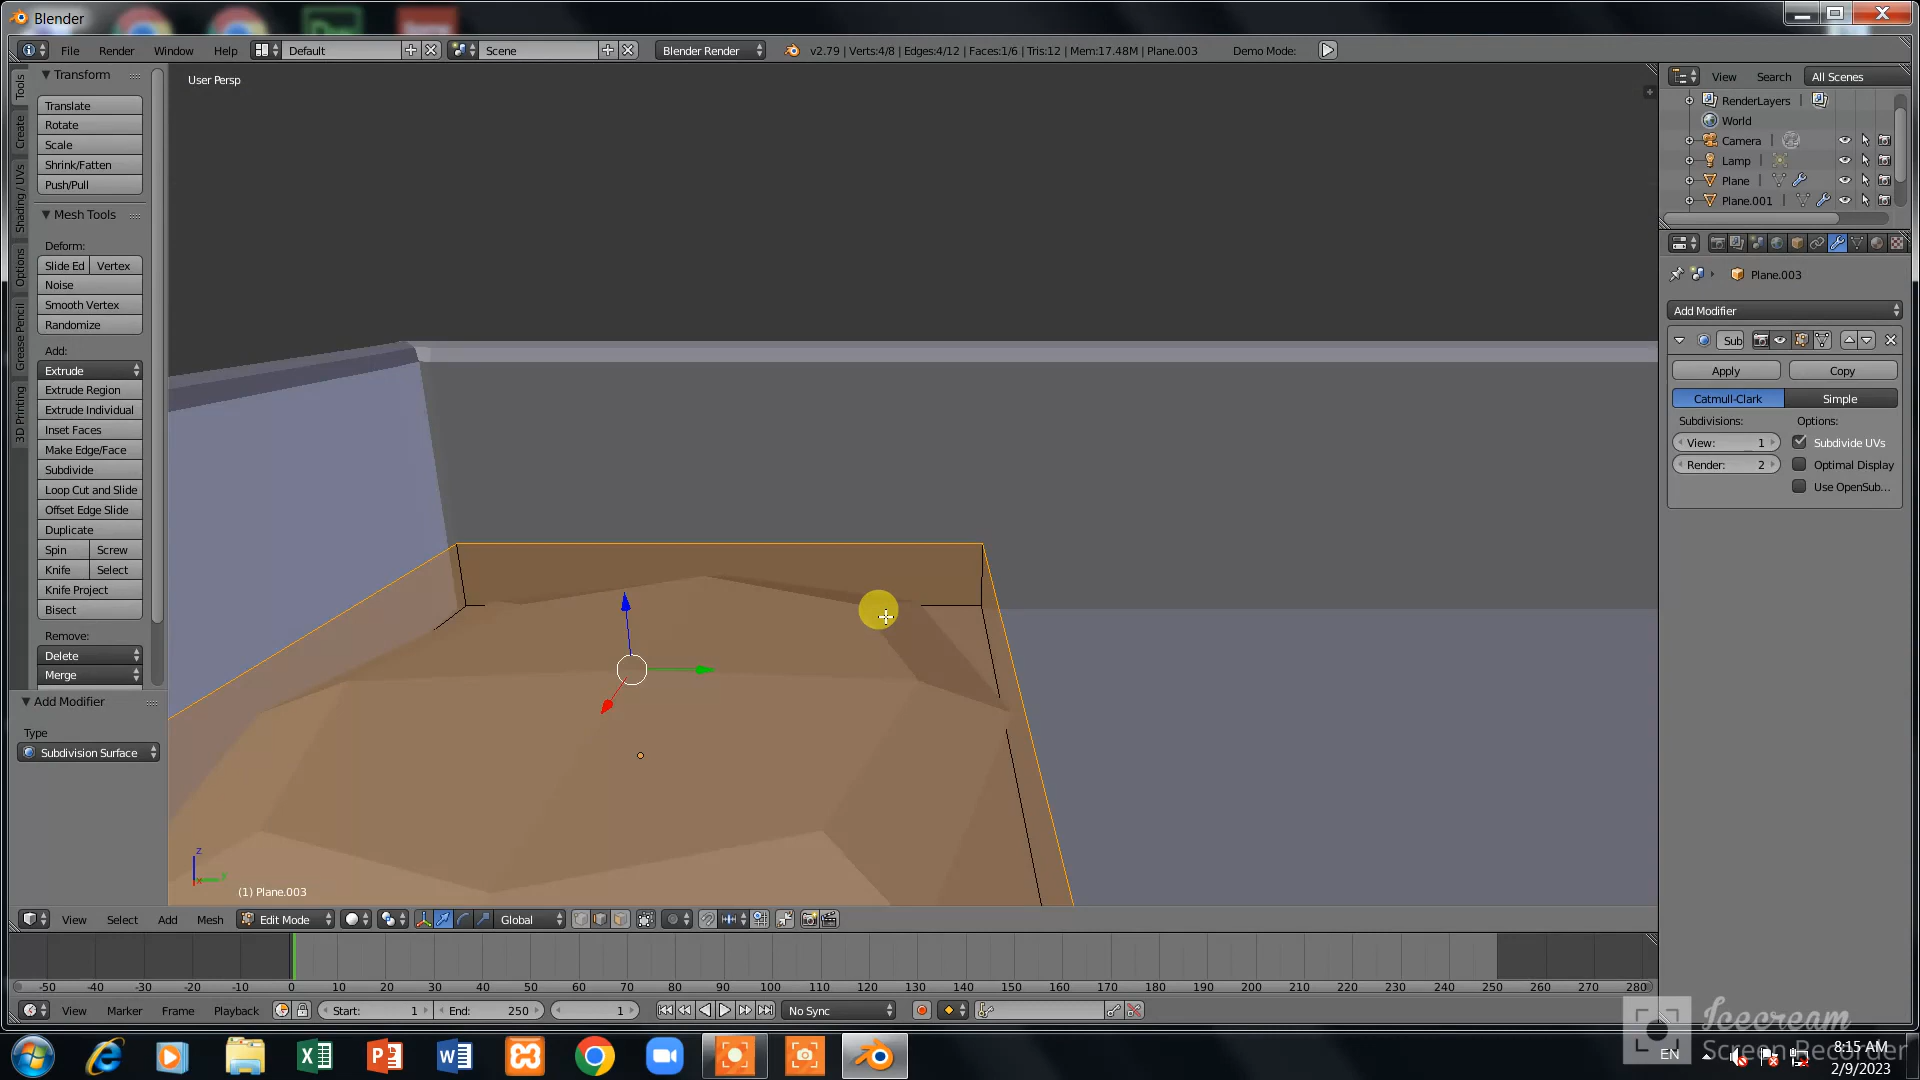 Blender
File Render Window Help Default Scene Blender Render v2.79 | Verts:4/8 | Edges:4/12 | Faces:1/6 | Tris:12 | Mem:17.48M | Plane.003 Demo Mode:
Tools
Create
Shading / UVs
Options
Grease Pencil
3D Printing
Transform
Translate
Rotate
Scale
Shrink/Fatten
Push/Pull
Mesh Tools
Deform:
Slide Ed Vertex
Noise
Smooth Vertex
Randomize
Add:
Extrude
Extrude Region
Extrude Individual
Inset Faces
Make Edge/Face
Subdivide
Loop Cut and Slide
Offset Edge Slide
Duplicate
Spin Screw
Knife Select
Knife Project
Bisect
Remove:
Delete
Merge
Add Modifier
Type
Subdivision Surface
User Persp
z
(1) Plane.003
View Select Add Mesh Edit Mode Global
-50 -40 -30 -20 -10 0 10 20 30 40 50 60 70 80 90 100 110 120 130 140 150 160 170 180 190 200 210 220 230 240 250 260 270 280
View Marker Frame Playback Start: 1 End: 250 1 No Sync
View Search All Scenes
RenderLayers
World
Camera
Lamp
Plane
Plane.001
Plane.003
Add Modifier
Sub
Apply Copy
Catmull-Clark Simple
Subdivisions: Options:
View: 1 Subdivide UVs
Render: 2 Optimal Display
Use OpenSub...
Icecream
Screen Recorder
EN
8:15 AM
2/9/2023